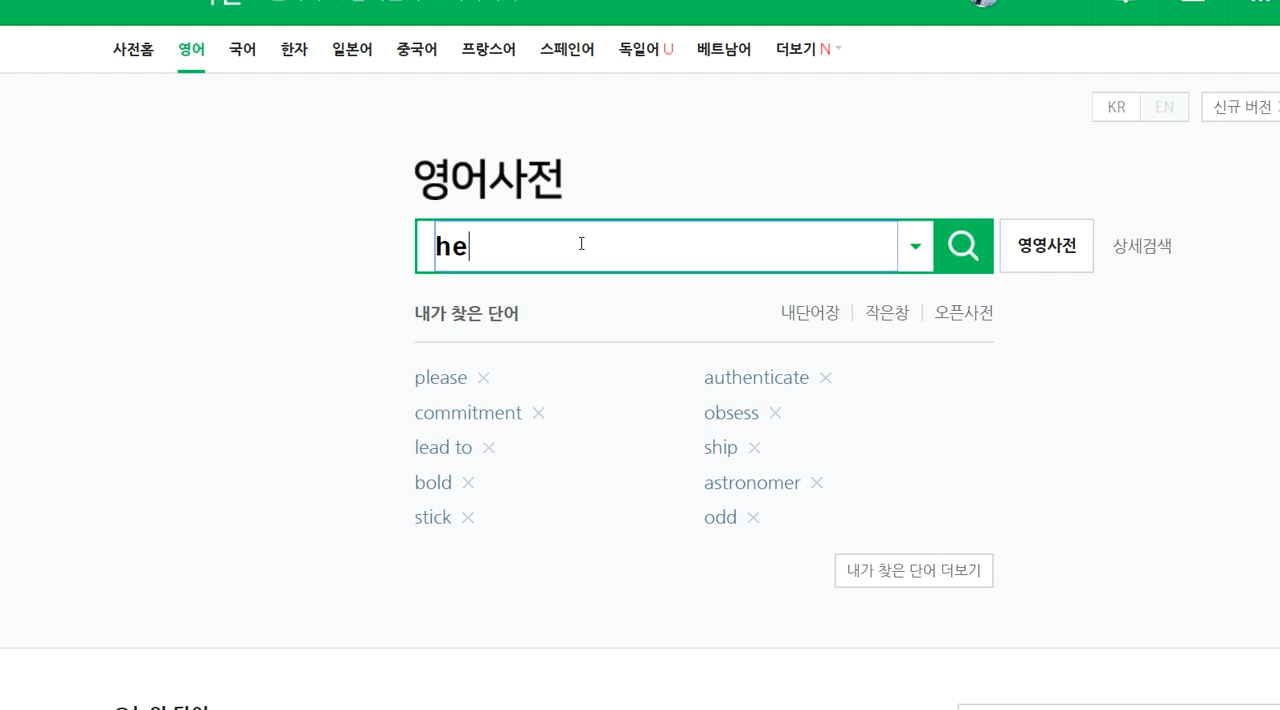 사전홈 영어 국어 한자 일본어 중국어 프랑스어 스페인어 독일어 U 베트남어 더보기 N
KR EN 신규 버전
영어사전
he 영영사전 상세검색
내가 찾은 단어 내단어장 작은창 오픈사전
please authenticate
commitment obsess
lead to ship
bold astronomer
stick odd
내가 찾은 단어 더보기